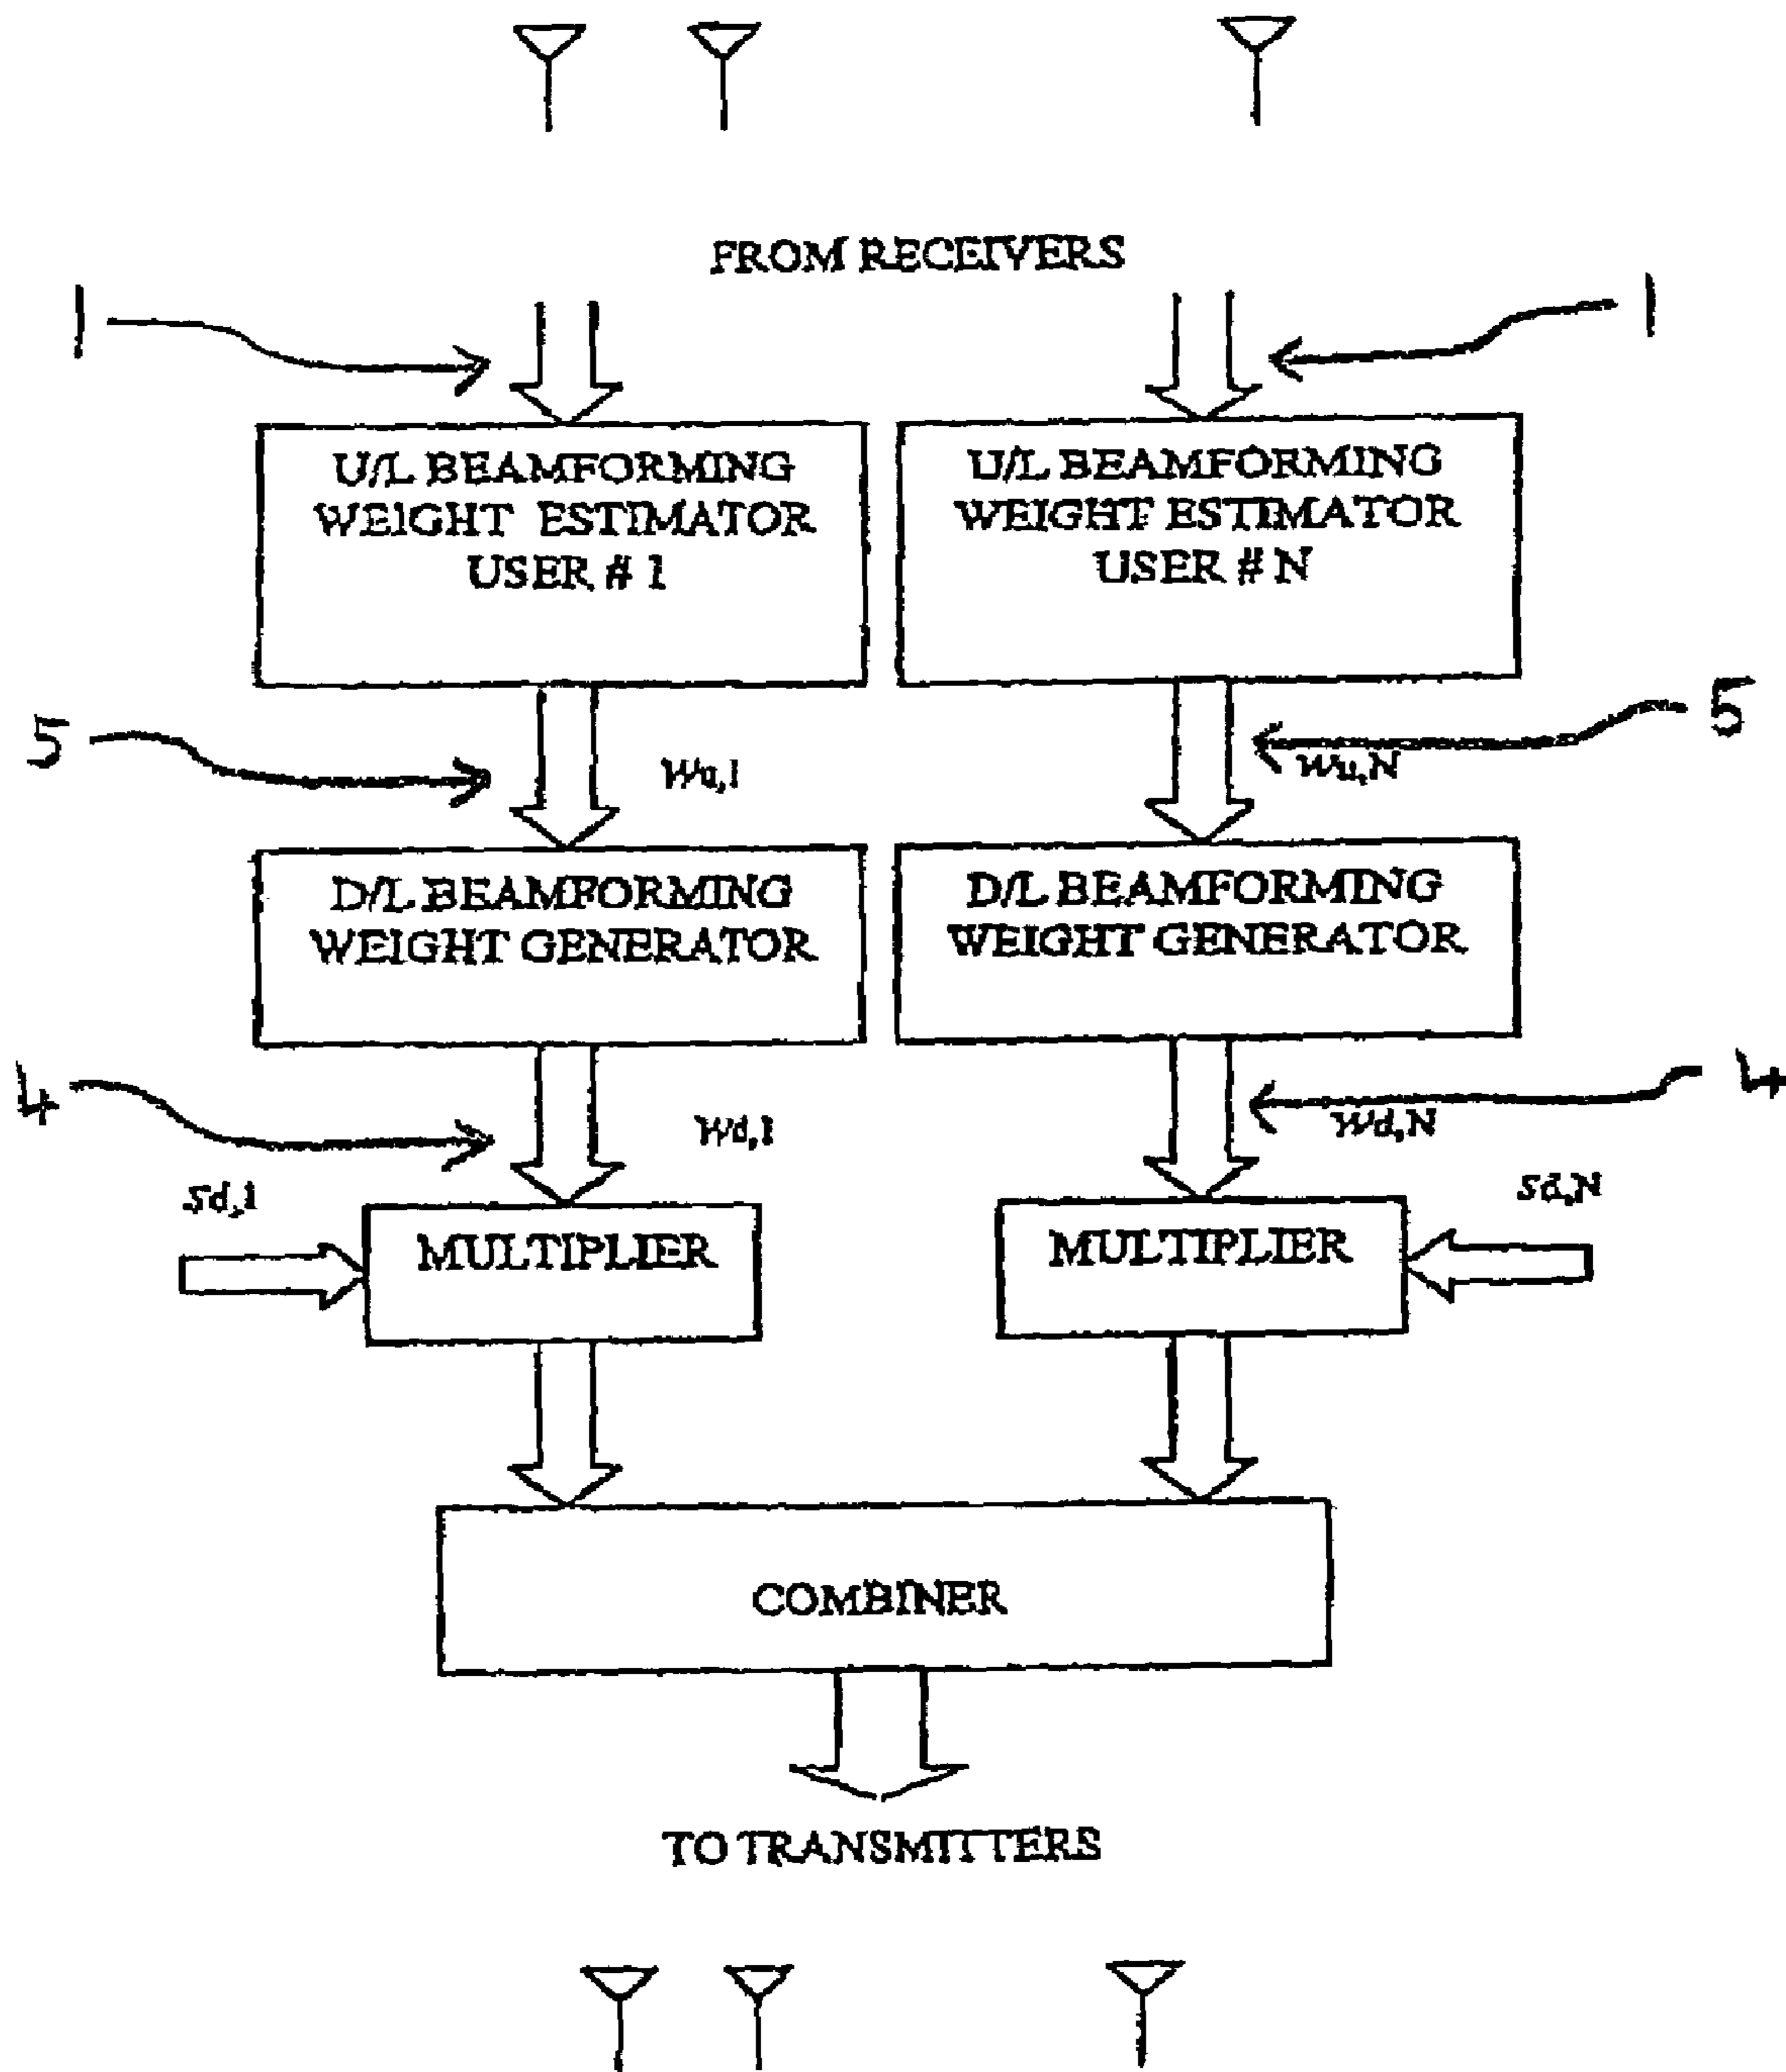 FROM RECEIVERS
1
1
U/L BEAMFORMING
WEIGHT ESTIMATOR
USER # 1
U/L BEAMFORMING
WEIGHT ESTIMATOR
USER # N
5
Wu,1
Wu,N
5
D/L BEAMFORMING
WEIGHT GENERATOR
D/L BEAMFORMING
WEIGHT GENERATOR
4
Wd,1
Wd,N
4
Sd,1
MULTIPLIER
MULTIPLIER
Sd,N
COMBINER
TO TRANSMITTERS